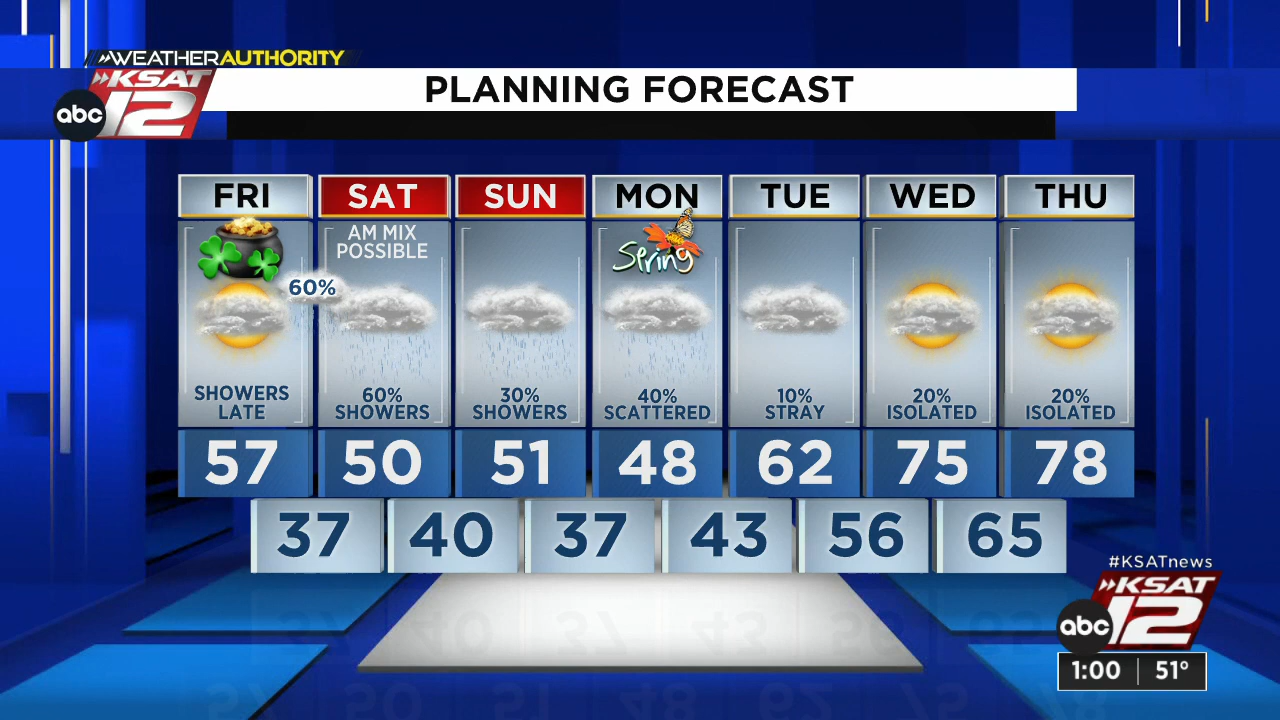 WEATHERAUTHORITY
KSAT
abc 12
PLANNING FORECAST
FRI SAT SUN MON TUE WED THU
AM MIX
POSSIBLE
Spring
60%
SHOWERS
LATE
60%
SHOWERS
30%
SHOWERS
40%
SCATTERED
10%
STRAY
20%
ISOLATED
20%
ISOLATED
57 50 51 48 62 75 78
37 40 37 43 56 65
#KSATnews
KSAT
abc 12
1:00 51°